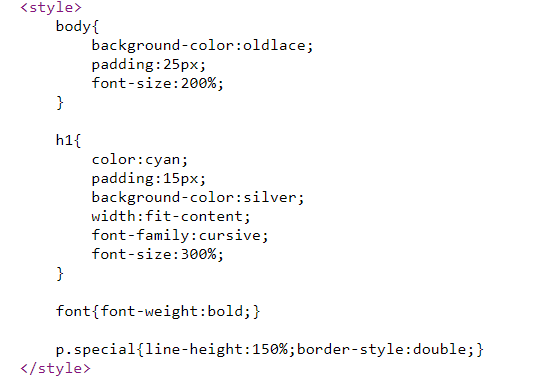 <style>
body{
background-color:oldlace;
padding:25px;
font-size:200%;
}
h1{
color:cyan;
padding:15px;
background-color:silver;
width:fit-content;
font-family:cursive;
font-size:300%;
}
font{font-weight:bold;}
p.special{line-height:150%;border-style:double;}
</style>